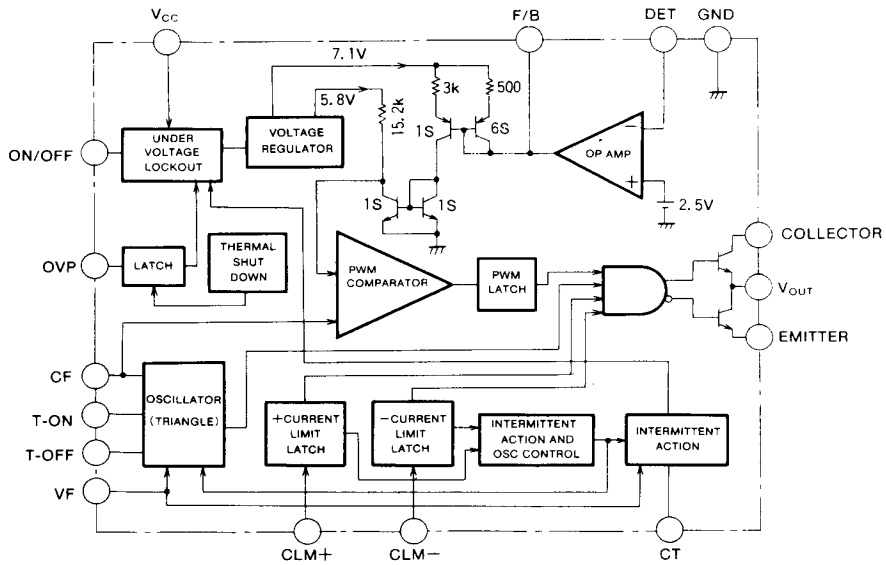 VCC
F/B
DET
GND
7.1V
5.8V
15.2k
3k
500
1S
6S
ON/OFF
UNDER
VOLTAGE
LOCKOUT
VOLTAGE
REGULATOR
OP AMP
−
+
2.5V
1S
1S
COLLECTOR
OVP
LATCH
THERMAL
SHUT
DOWN
PWM
COMPARATOR
PWM
LATCH
VOUT
EMITTER
CF
OSCILLATOR
(TRIANGLE)
T-ON
T-OFF
VF
+CURRENT
LIMIT
LATCH
−CURRENT
LIMIT
LATCH
INTERMITTENT
ACTION AND
OSC CONTROL
INTERMITTENT
ACTION
CLM+
CLM−
CT